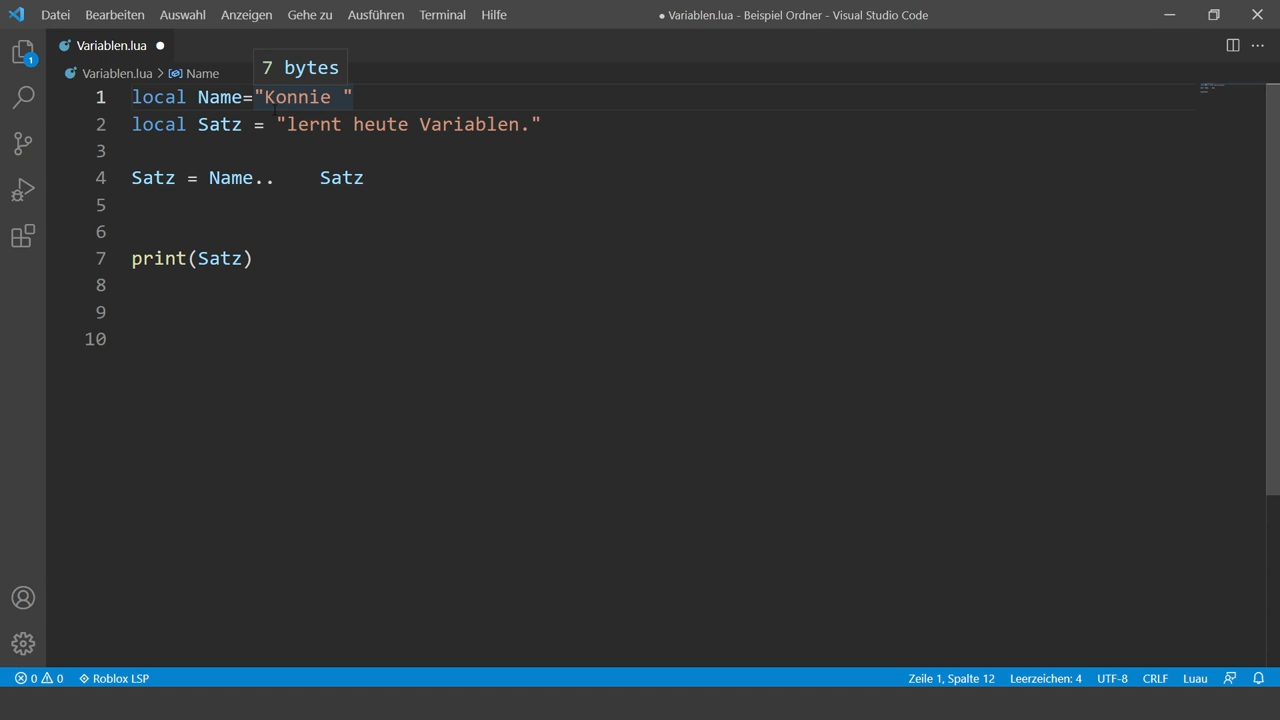 Datei Bearbeiten Auswahl Anzeigen Gehe zu Ausführen Terminal Hilfe ● Variablen.lua - Beispiel Ordner - Visual Studio Code
Variablen.lua
Variablen.lua > Name
7 bytes
1 local Name="Konnie "
2 local Satz = "lernt heute Variablen."
3
4 Satz = Name..    Satz
5
6
7 print(Satz)
8
9
10
1
0 0 Roblox LSP Zeile 1, Spalte 12 Leerzeichen: 4 UTF-8 CRLF Luau